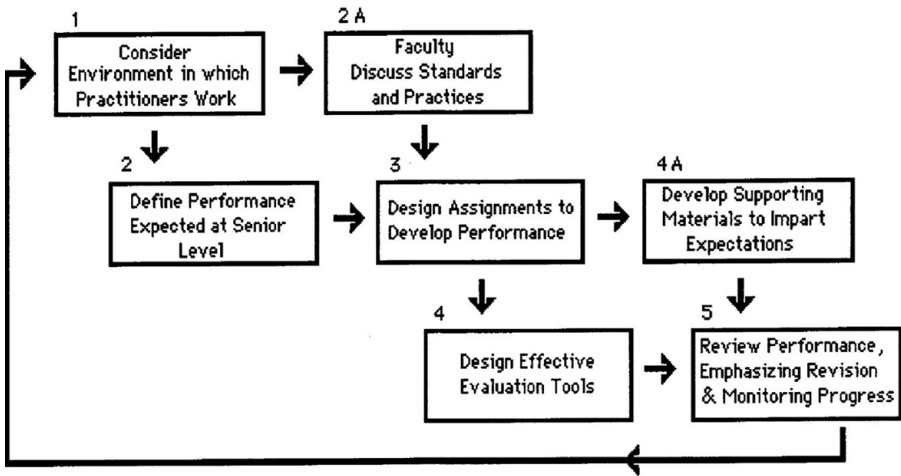 1
Consider
Environment in which
Practitioners Work
2A
Faculty
Discuss Standards
and Practices
2
Define Performance
Expected at Senior
Level
3
Design Assignments to
Develop Performance
4A
Develop Supporting
Materials to Impart
Expectations
4
Design Effective
Evaluation Tools
5
Review Performance,
Emphasizing Revision
& Monitoring Progress